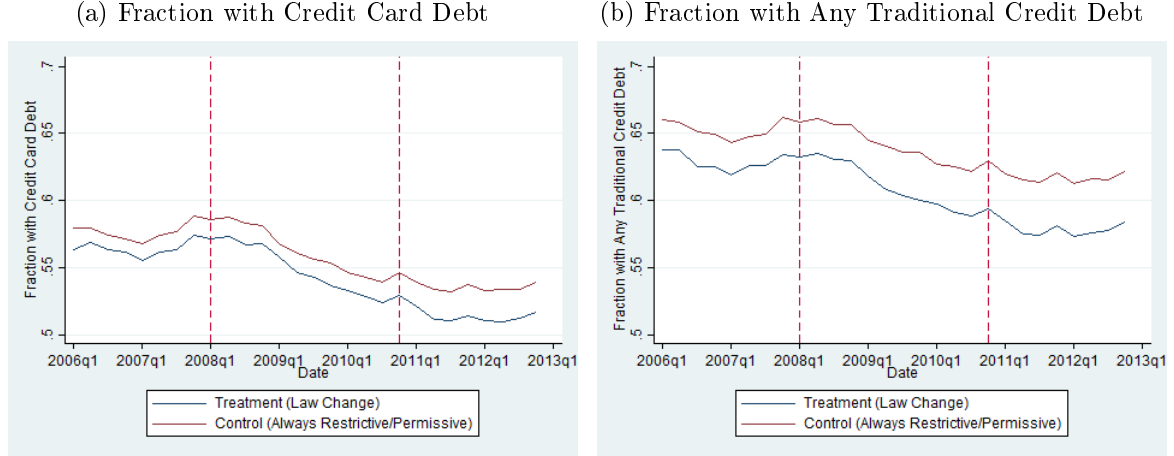 (a) Fraction with Credit Card Debt
Fraction with Credit Card Debt
.7
.65
.6
.55
.5
2006q1 2007q1 2008q1 2009q1 2010q1 2011q1 2012q1 2013q1
Date
Treatment (Law Change)
Control (Always Restrictive/Permissive)
(b) Fraction with Any Traditional Credit Debt
Fraction with Any Traditional Credit Debt
.7
.65
.6
.55
.5
2006q1 2007q1 2008q1 2009q1 2010q1 2011q1 2012q1 2013q1
Date
Treatment (Law Change)
Control (Always Restrictive/Permissive)